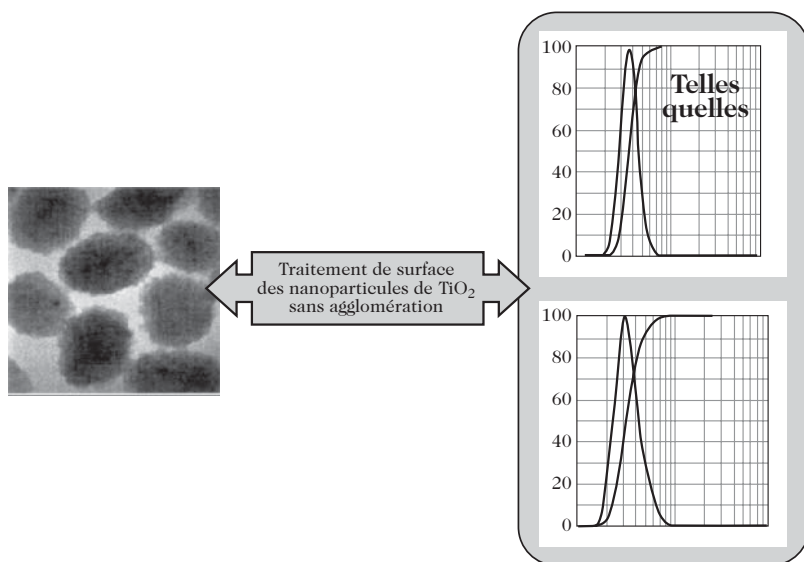 Traitement de surface
des nanoparticules de TiO2
sans agglomération
100
80
60
40
20
0
Telles
quelles
100
80
60
40
20
0